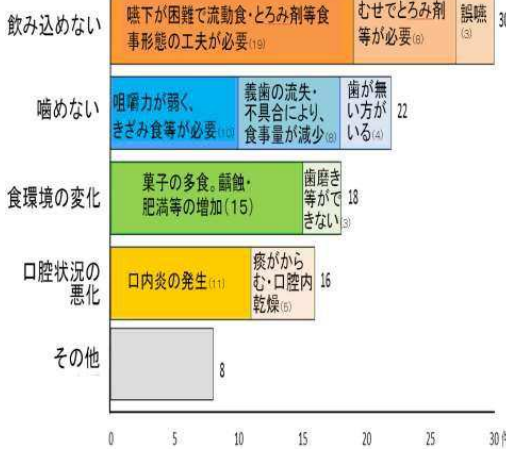 飲み込めない
嚥下が困難で流動食・とろみ剤等食
事形態の工夫が必要(19)
むせでとろみ剤
等が必要(8)
誤嚥
(3)
30
噛めない
咀嚼力が弱く、
きざみ食等が必要(10)
義歯の流失・
不具合により、
食事量が減少(8)
歯が無
い方が
いる(4)
22
食環境の変化
菓子の多食。齲蝕・
肥満等の増加(15)
歯磨き
等がで
きない(3)
18
口腔状況の
悪化
口内炎の発生(11)
痰がから
む・口腔内
乾燥(5)
16
その他
8
0 5 10 15 20 25 30